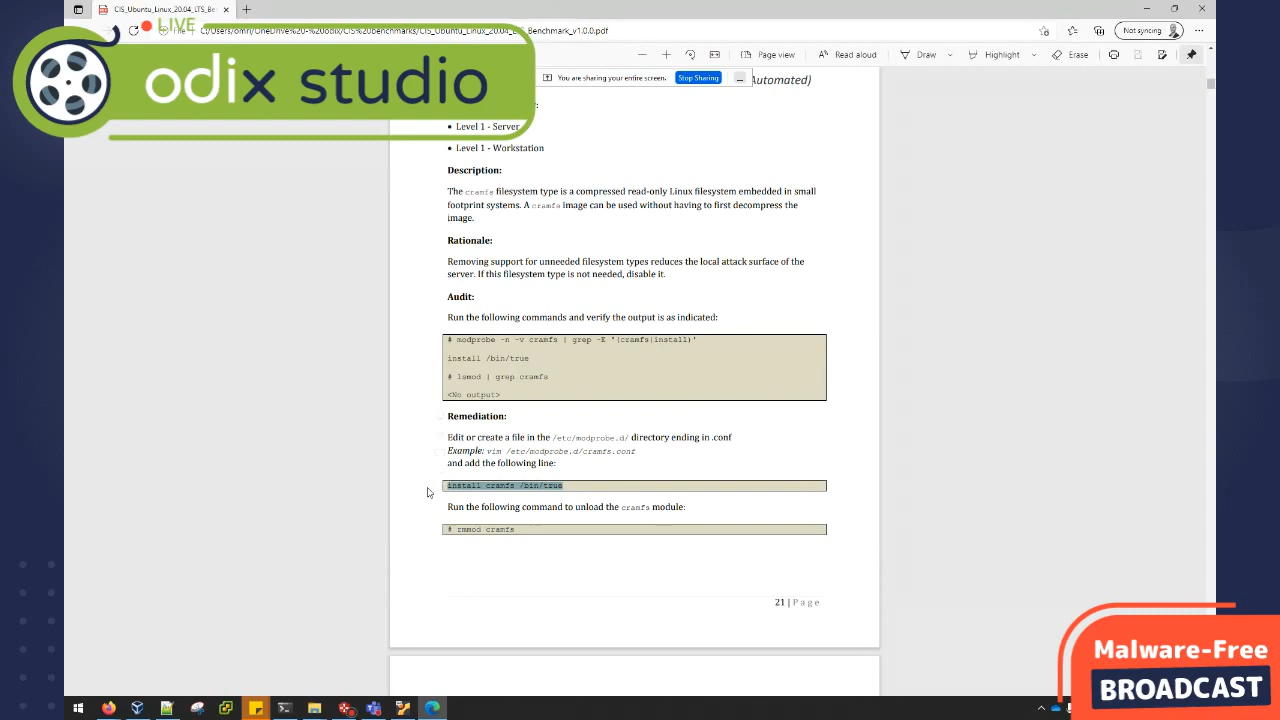 CIS_Ubuntu_Linux_20.04_LTS_Be
LIVE
odix studio
_Benchmark_v1.0.0.pdf
Not syncing
Page view
Read aloud
Draw
Highlight
Erase
You are sharing your entire screen.
Stop Sharing
Automated)
• Level 1 - Server
• Level 1 - Workstation
Description:
The cramfs filesystem type is a compressed read-only Linux filesystem embedded in small
footprint systems. A cramfs image can be used without having to first decompress the
image.
Rationale:
Removing support for unneeded filesystem types reduces the local attack surface of the
server. If this filesystem type is not needed, disable it.
Audit:
Run the following commands and verify the output is as indicated:
# modprobe -n -v cramfs | grep -E '(cramfs|install)'
install /bin/true
# lsmod | grep cramfs
<No output>
Remediation:
Edit or create a file in the /etc/modprobe.d/ directory ending in .conf
Example: vim /etc/modprobe.d/cramfs.conf
and add the following line:
install cramfs /bin/true
Run the following command to unload the cramfs module:
# rmmod cramfs
21 | Page
Malware-Free
BROADCAST